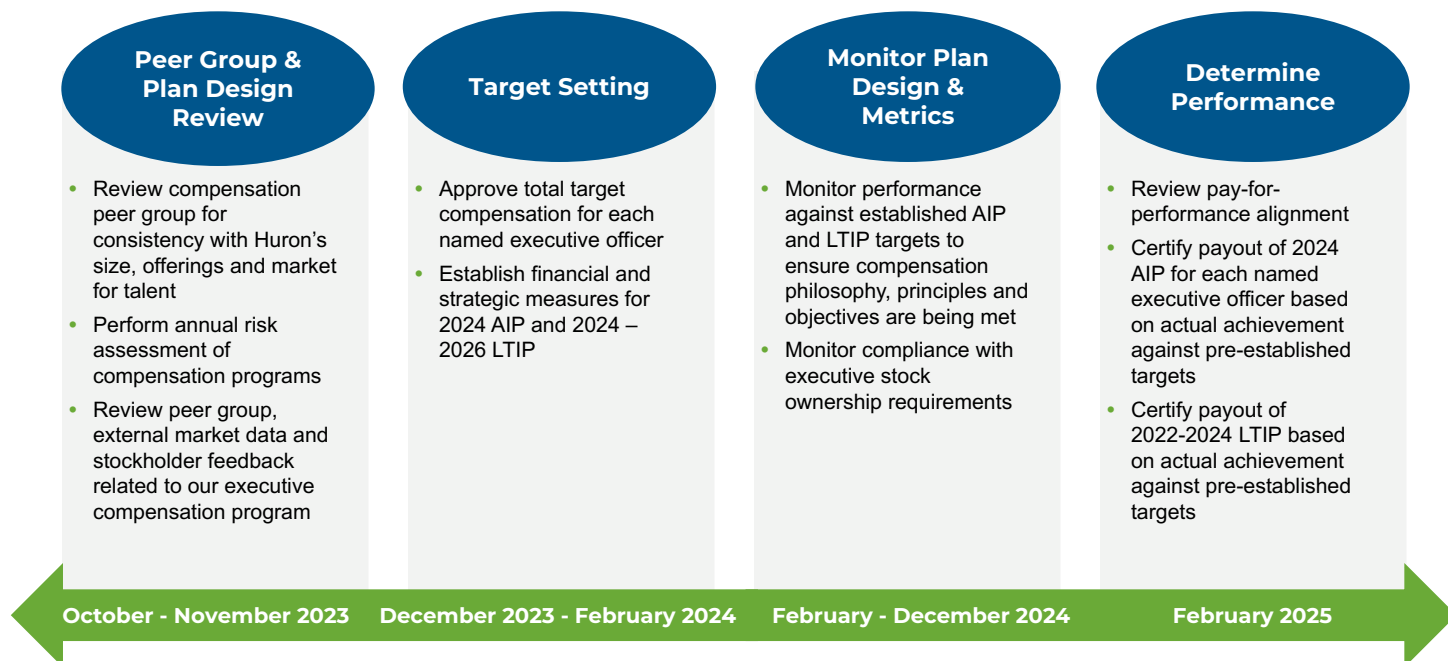 Peer Group &
Plan Design
Review
• Review compensation
peer group for
consistency with Huron's
size, offerings and market
for talent
• Perform annual risk
assessment of
compensation programs
• Review peer group,
external market data and
stockholder feedback
related to our executive
compensation program
October - November 2023
Target Setting
• Approve total target
compensation for each
named executive officer
• Establish financial and
strategic measures for
2024 AIP and 2024 –
2026 LTIP
December 2023 - February 2024
Monitor Plan
Design &
Metrics
• Monitor performance
against established AIP
and LTIP targets to
ensure compensation
philosophy, principles and
objectives are being met
• Monitor compliance with
executive stock
ownership requirements
February - December 2024
Determine
Performance
• Review pay-for-
performance alignment
• Certify payout of 2024
AIP for each named
executive officer based
on actual achievement
against pre-established
targets
• Certify payout of
2022-2024 LTIP based
on actual achievement
against pre-established
targets
February 2025